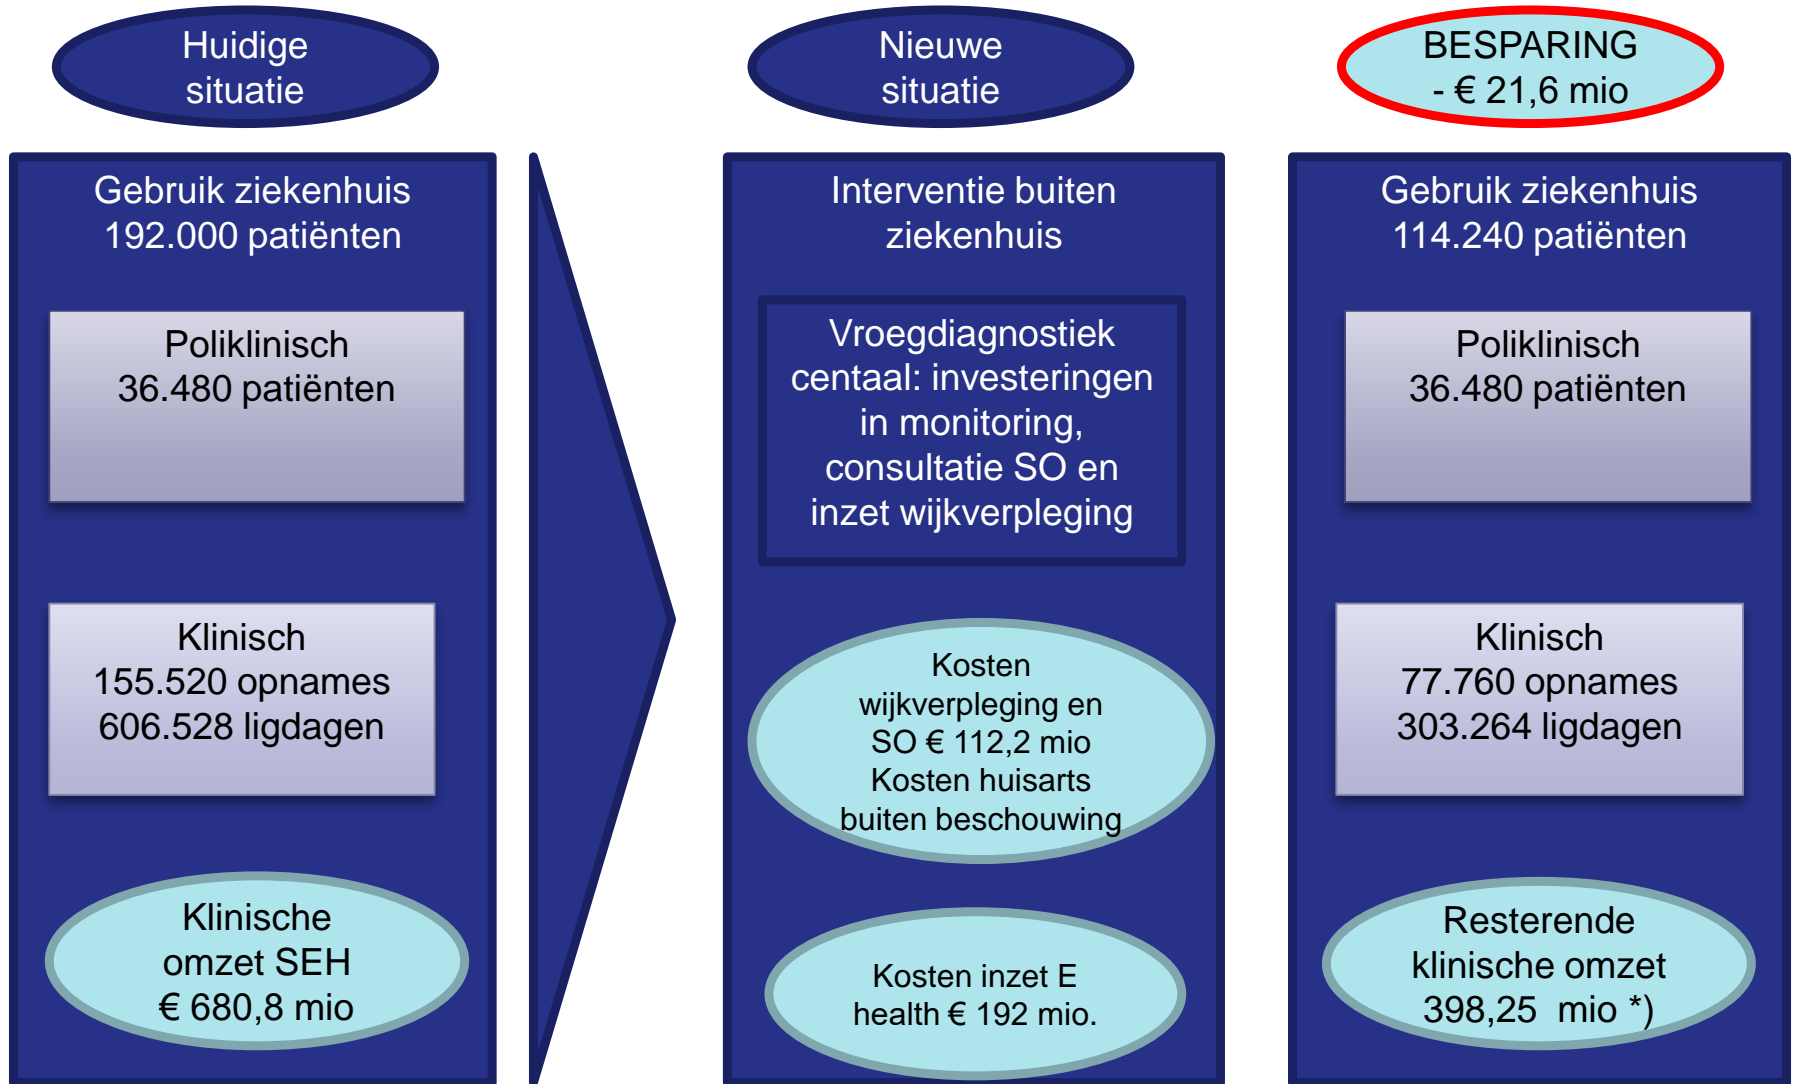 Huidige
situatie
Nieuwe
situatie
BESPARING
- € 21,6 mio
Gebruik ziekenhuis
192.000 patiënten
Poliklinisch
36.480 patiënten
Klinisch
155.520 opnames
606.528 ligdagen
Klinische
omzet SEH
€ 680,8 mio
Interventie buiten
ziekenhuis
Vroegdiagnostiek
centaal: investeringen
in monitoring,
consultatie SO en
inzet wijkverpleging
Kosten
wijkverpleging en
SO € 112,2 mio
Kosten huisarts
buiten beschouwing
Kosten inzet E
health € 192 mio.
Gebruik ziekenhuis
114.240 patiënten
Poliklinisch
36.480 patiënten
Klinisch
77.760 opnames
303.264 ligdagen
Resterende
klinische omzet
398,25 mio *)